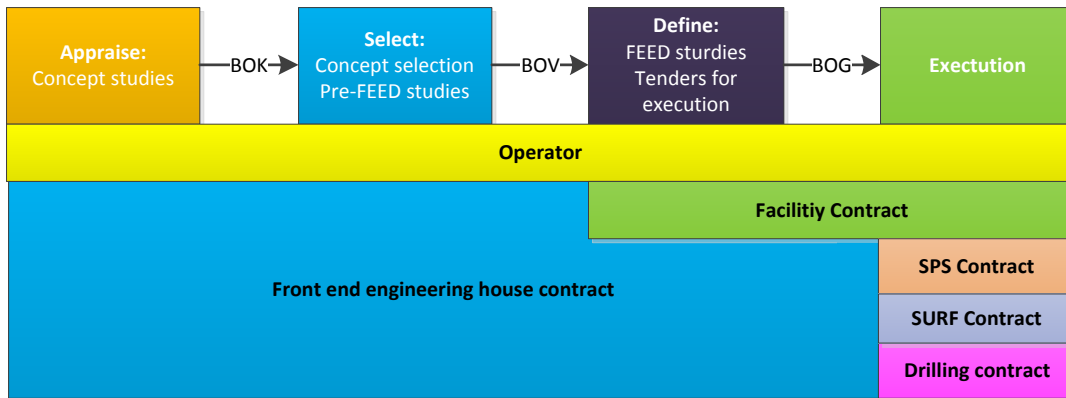 Appraise:
Concept studies
BOK
Select:
Concept selection
Pre-FEED studies
BOV
Define:
FEED sturdies
Tenders for
execution
BOG
Exectution
Operator
Facilitiy Contract
Front end engineering house contract
SPS Contract
SURF Contract
Drilling contract